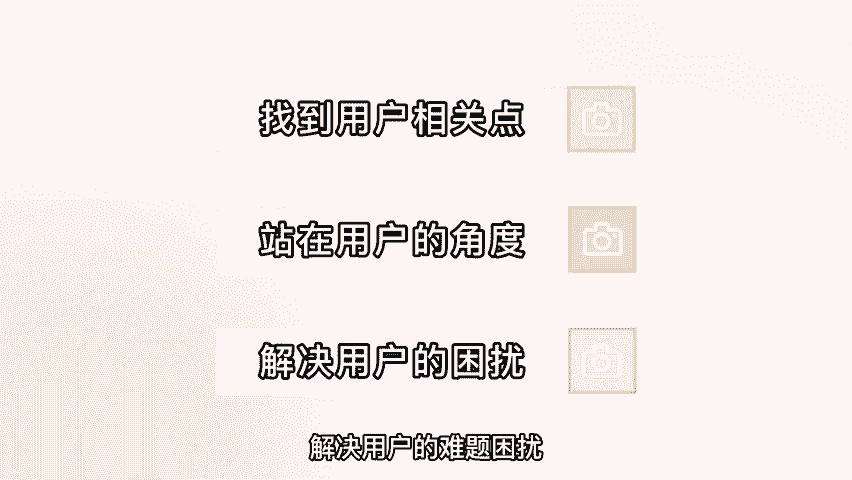 找到用户相关点
站在用户的角度
解决用户的困扰
解决用户的难题困扰